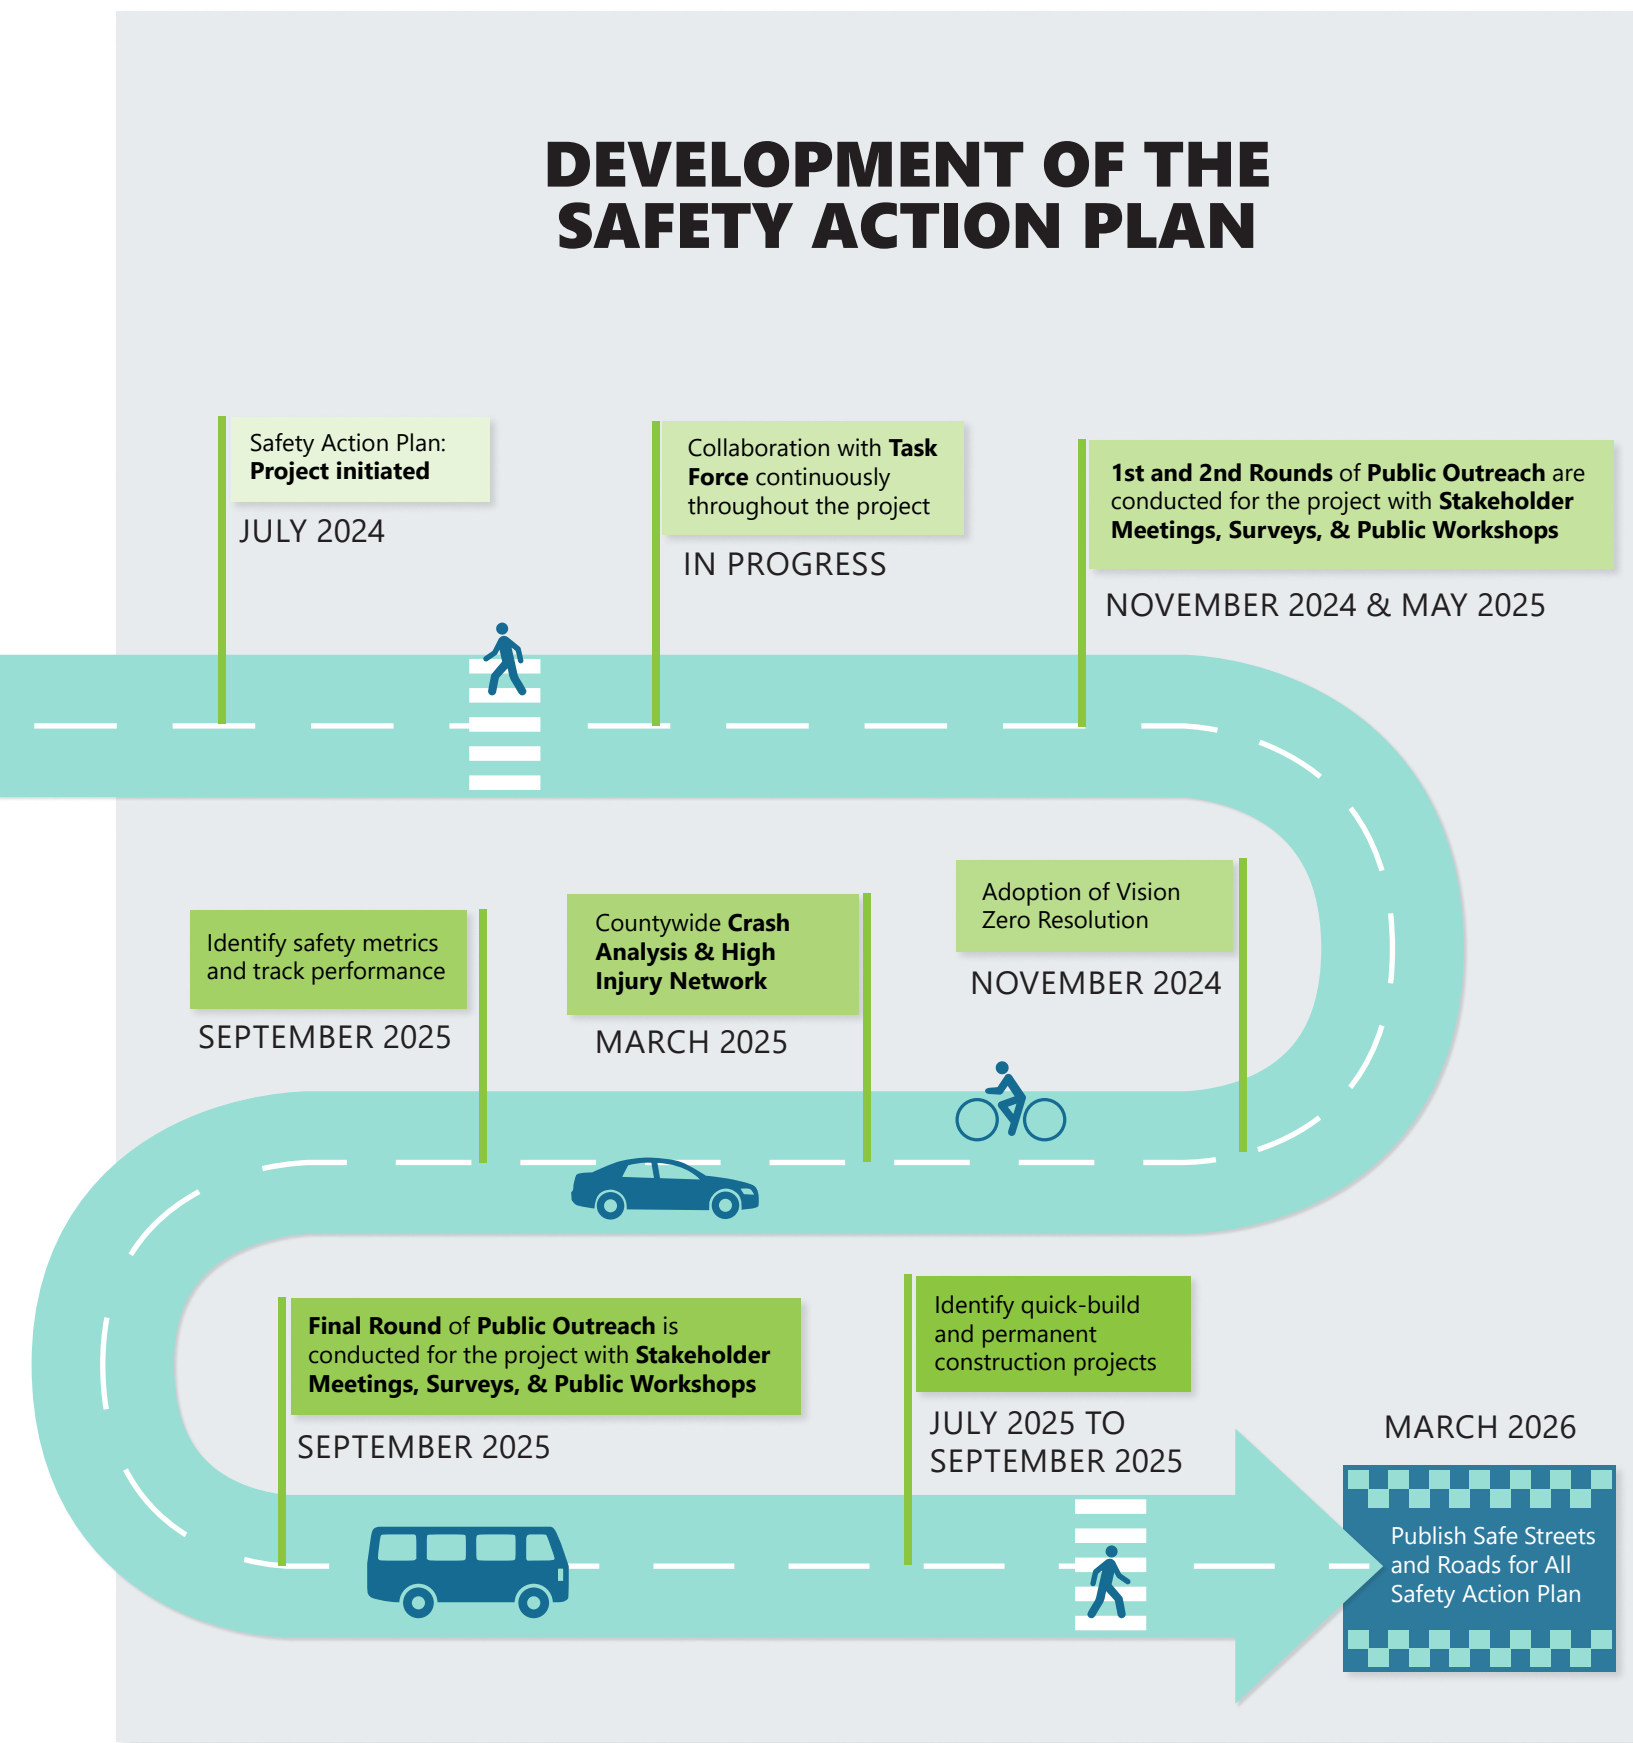 DEVELOPMENT OF THE
SAFETY ACTION PLAN
Safety Action Plan:
Project initiated
JULY 2024
Collaboration with Task
Force continuously
throughout the project
IN PROGRESS
1st and 2nd Rounds of Public Outreach are
conducted for the project with Stakeholder
Meetings, Surveys, & Public Workshops
NOVEMBER 2024 & MAY 2025
Adoption of Vision
Zero Resolution
NOVEMBER 2024
Countywide Crash
Analysis & High
Injury Network
MARCH 2025
Identify safety metrics
and track performance
SEPTEMBER 2025
Final Round of Public Outreach is
conducted for the project with Stakeholder
Meetings, Surveys, & Public Workshops
SEPTEMBER 2025
Identify quick-build
and permanent
construction projects
JULY 2025 TO
SEPTEMBER 2025
MARCH 2026
Publish Safe Streets
and Roads for All
Safety Action Plan